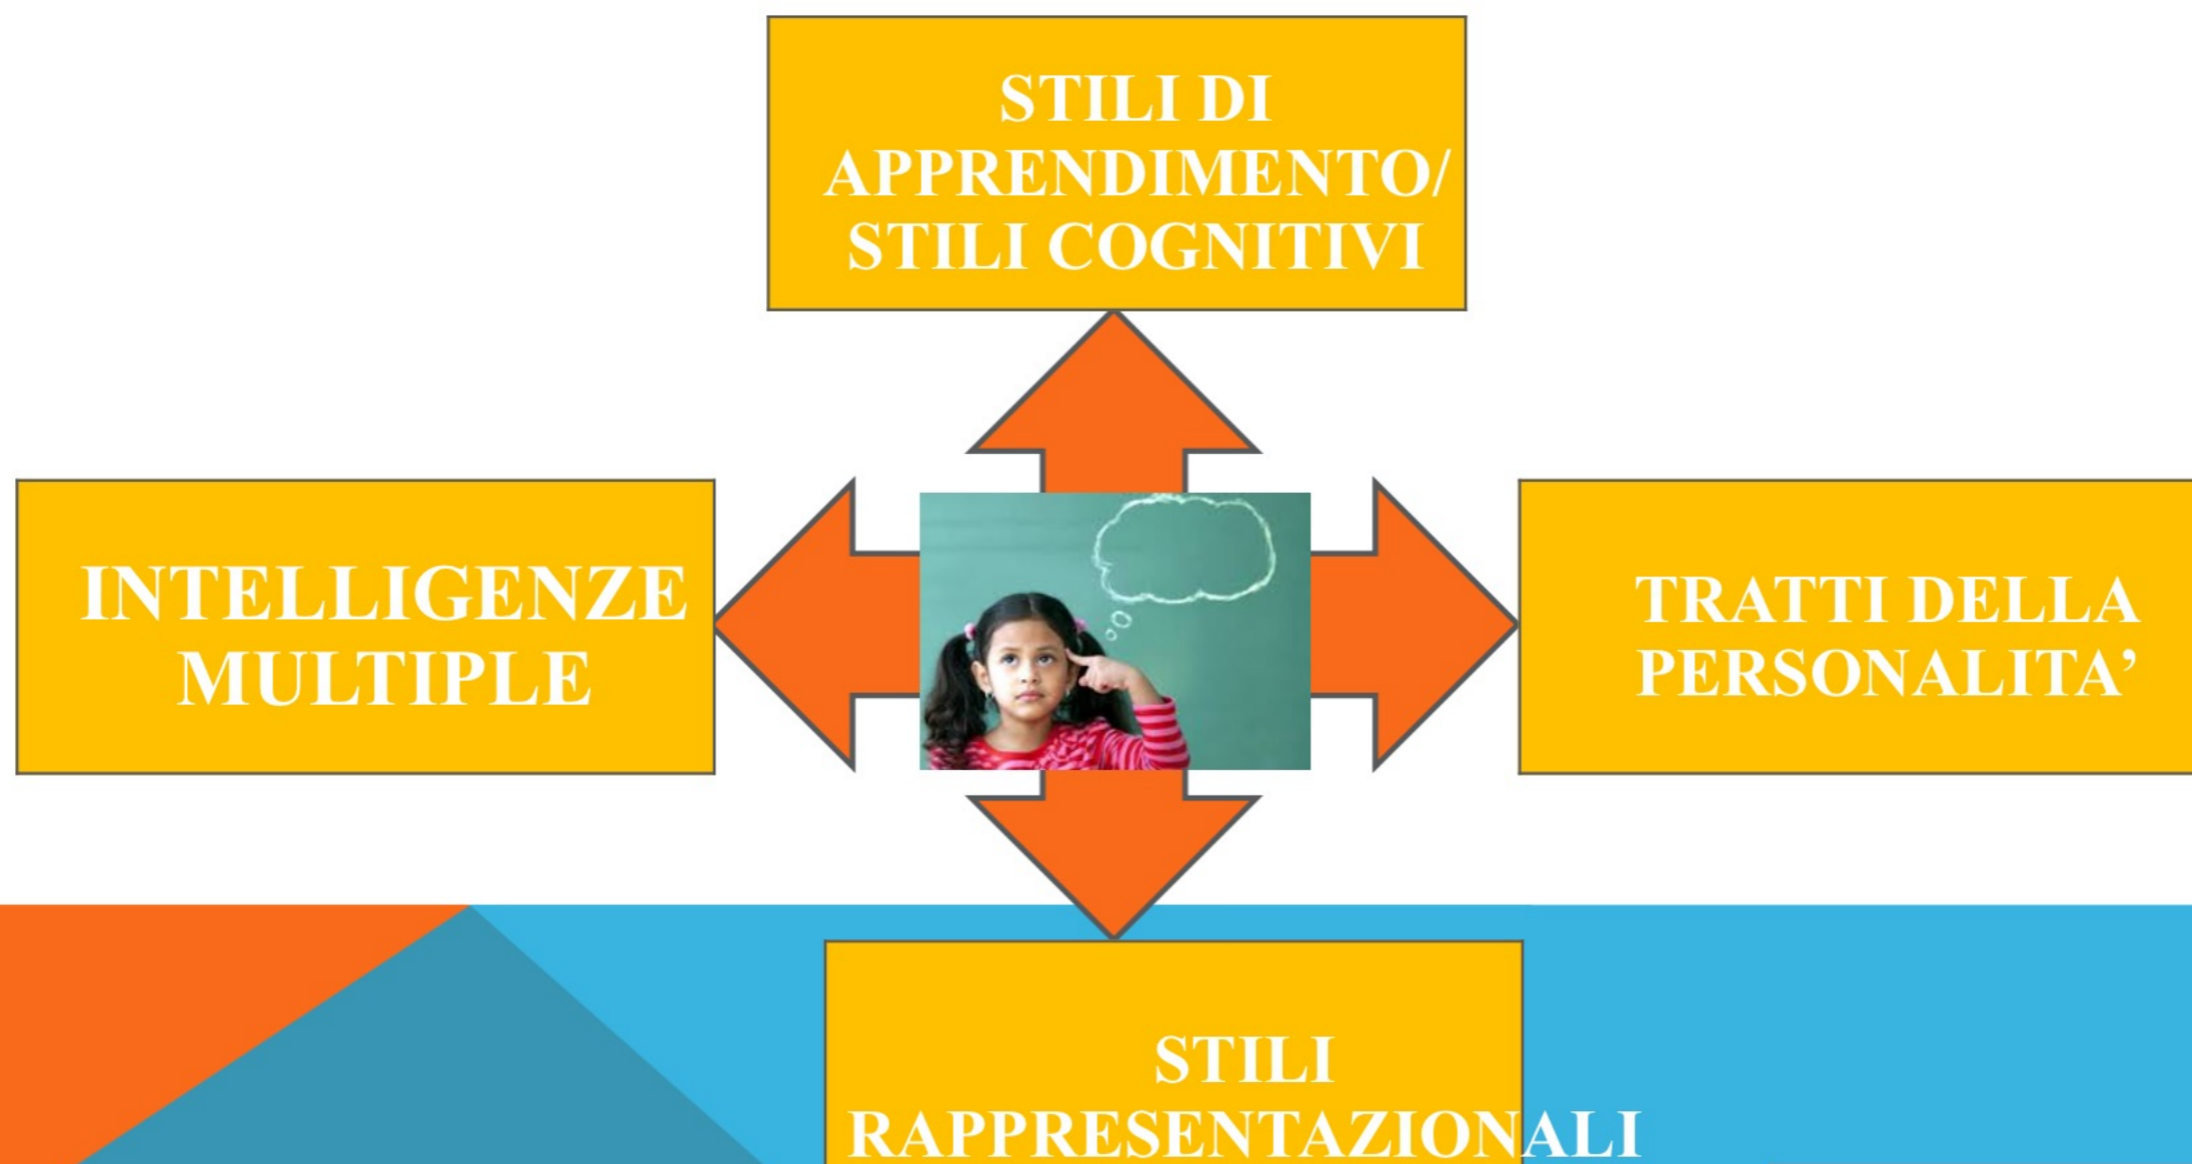 STILI DI
APPRENDIMENTO/
STILI COGNITIVI
INTELLIGENZE
MULTIPLE
TRATTI DELLA
PERSONALITA’
STILI
RAPPRESENTAZIONALI